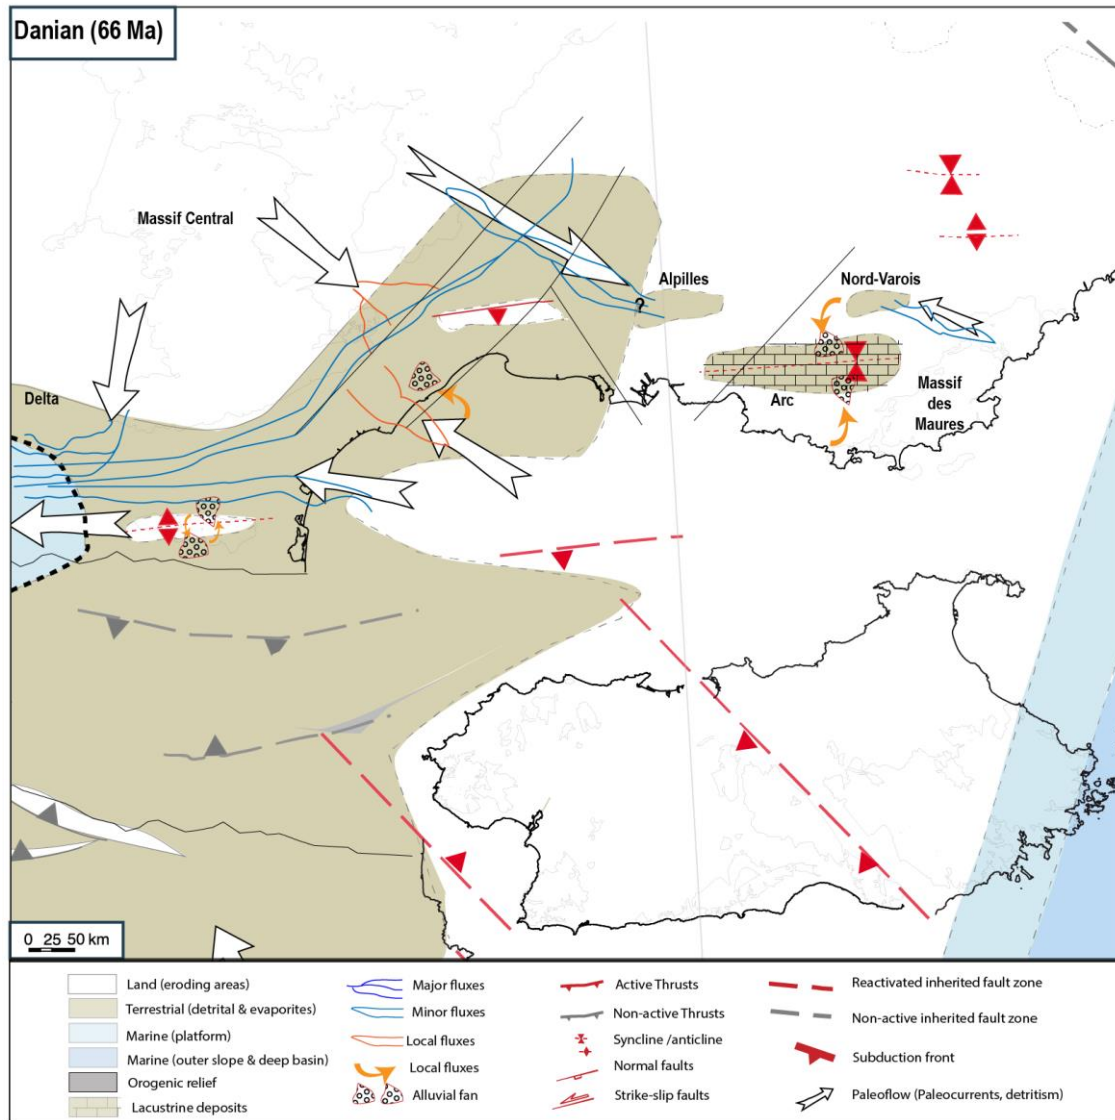 Danian (66 Ma)
Massif Central
Alpilles
Nord-Varois
?
Delta
Arc
Massif
des
Maures
0 25 50 km
Land (eroding areas)
Terrestrial (detrital & evaporites)
Marine (platform)
Marine (outer slope & deep basin)
Orogenic relief
Lacustrine deposits
Major fluxes
Minor fluxes
Local fluxes
Local fluxes
Alluvial fan
Active Thrusts
Non-active Thrusts
Syncline /anticline
Normal faults
Strike-slip faults
Reactivated inherited fault zone
Non-active inherited fault zone
Subduction front
Paleoflow (Paleocurrents, detritism)